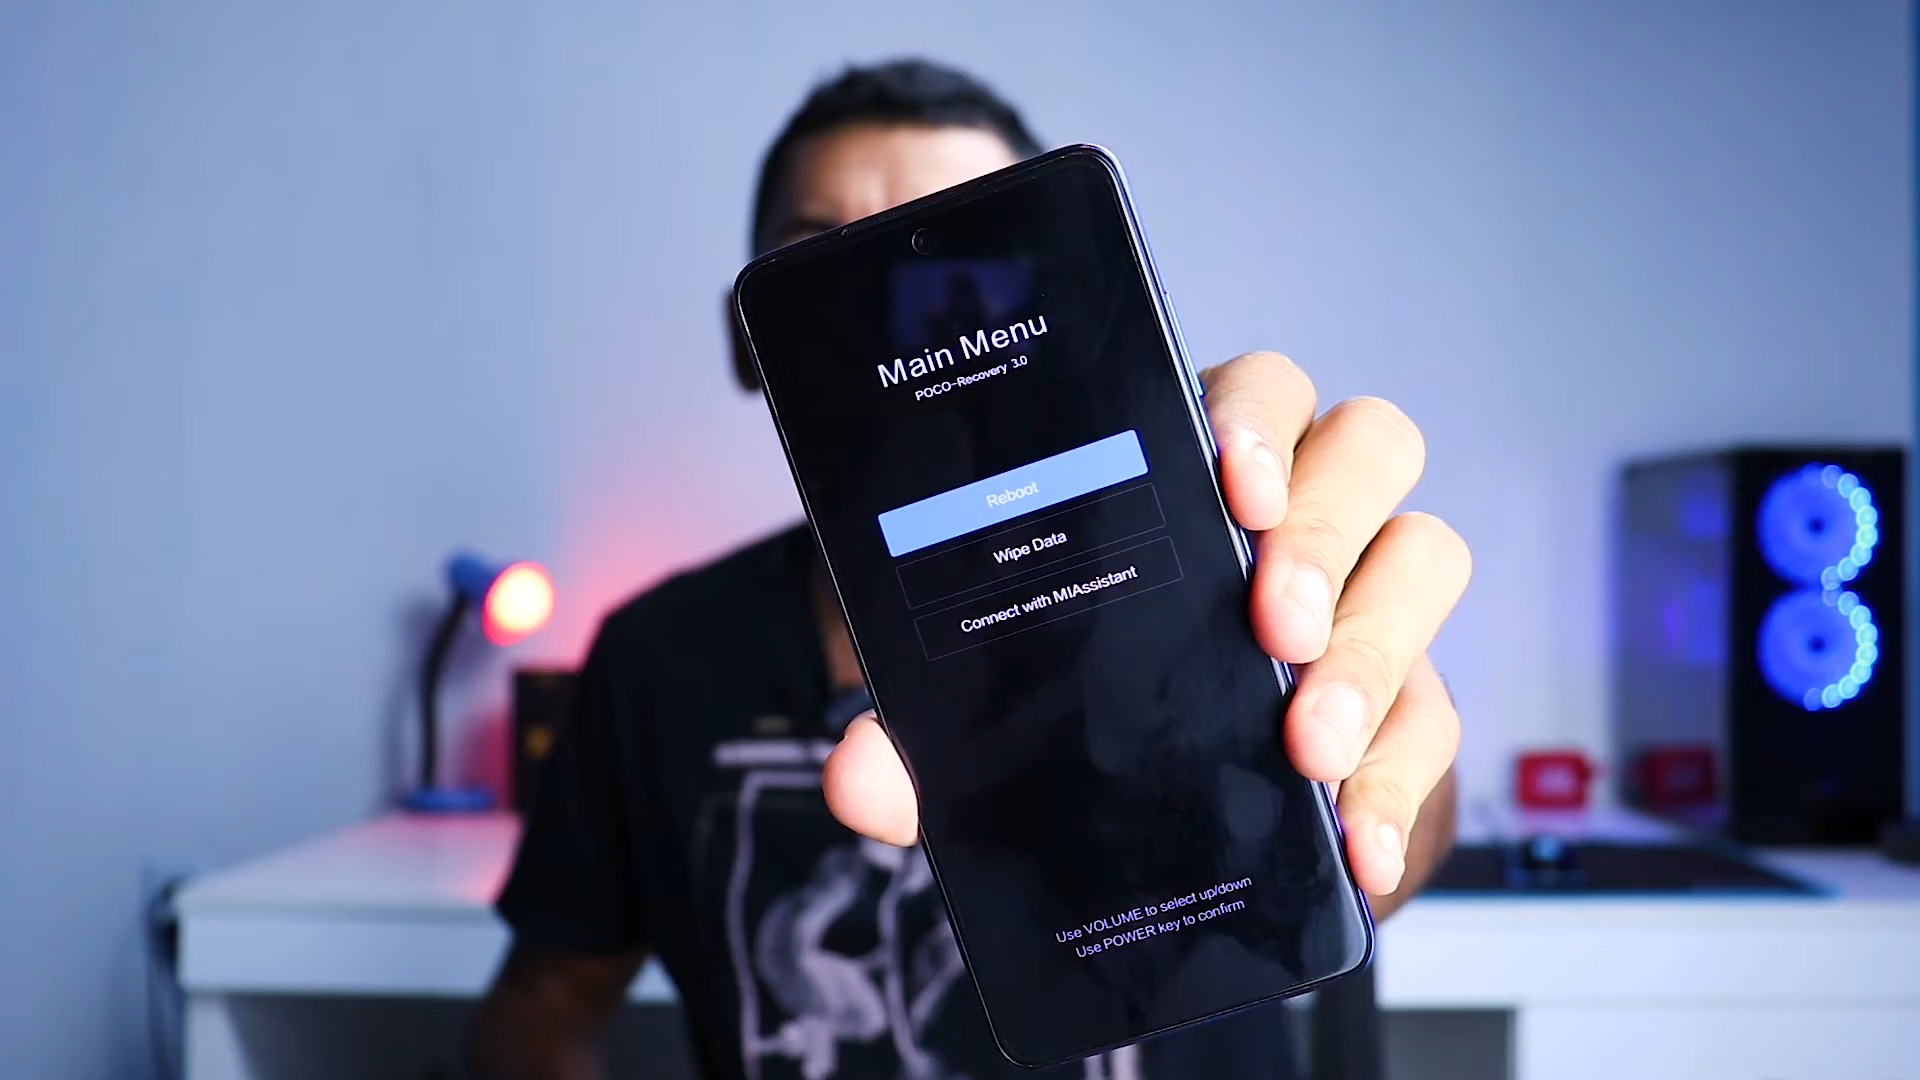 Main Menu
POCO-Recovery 3.0
Reboot
Wipe Data
Connect with MIAssistant
Use VOLUME to select up/down
Use POWER key to confirm